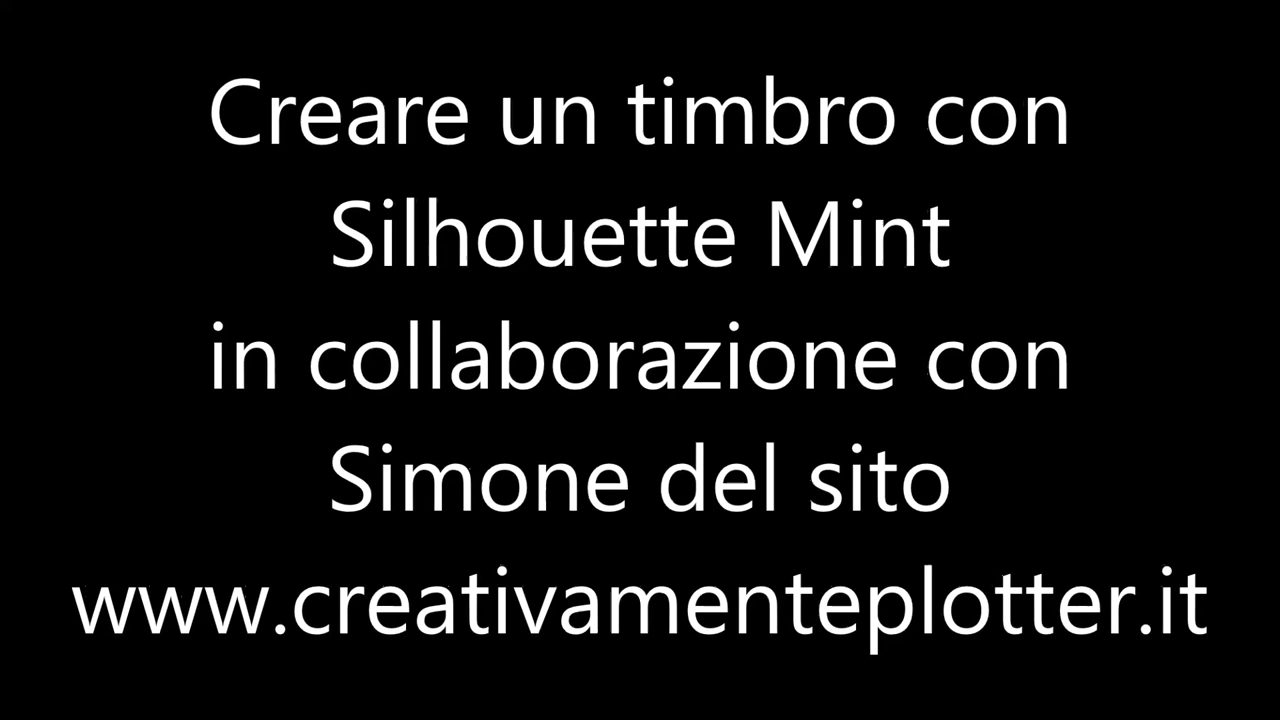 Creare un timbro con
Silhouette Mint
in collaborazione con
Simone del sito
www.creativamenteplotter.it